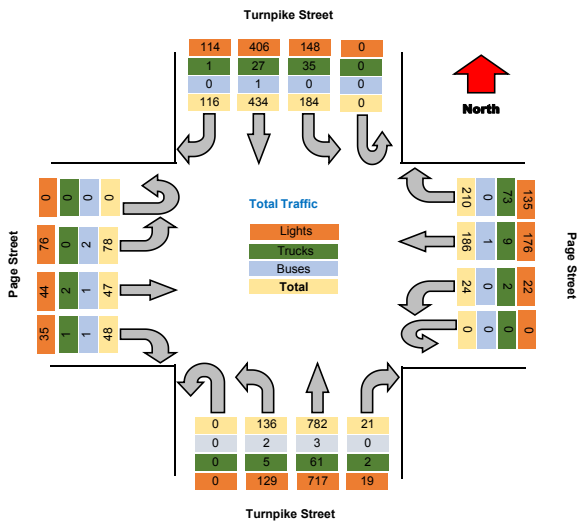 Turnpike Street
114 406 148 0
1 27 35 0
0 1 0 0
116 434 184 0
North
Page Street
0 0 0 0
76 0 2 78
44 2 1 47
35 1 1 48
Total Traffic
Lights
Trucks
Buses
Total
210 0 73 135
186 1 9 176
24 0 2 22
0 0 0 0
Page Street
0 136 782 21
0 2 3 0
0 5 61 2
0 129 717 19
Turnpike Street